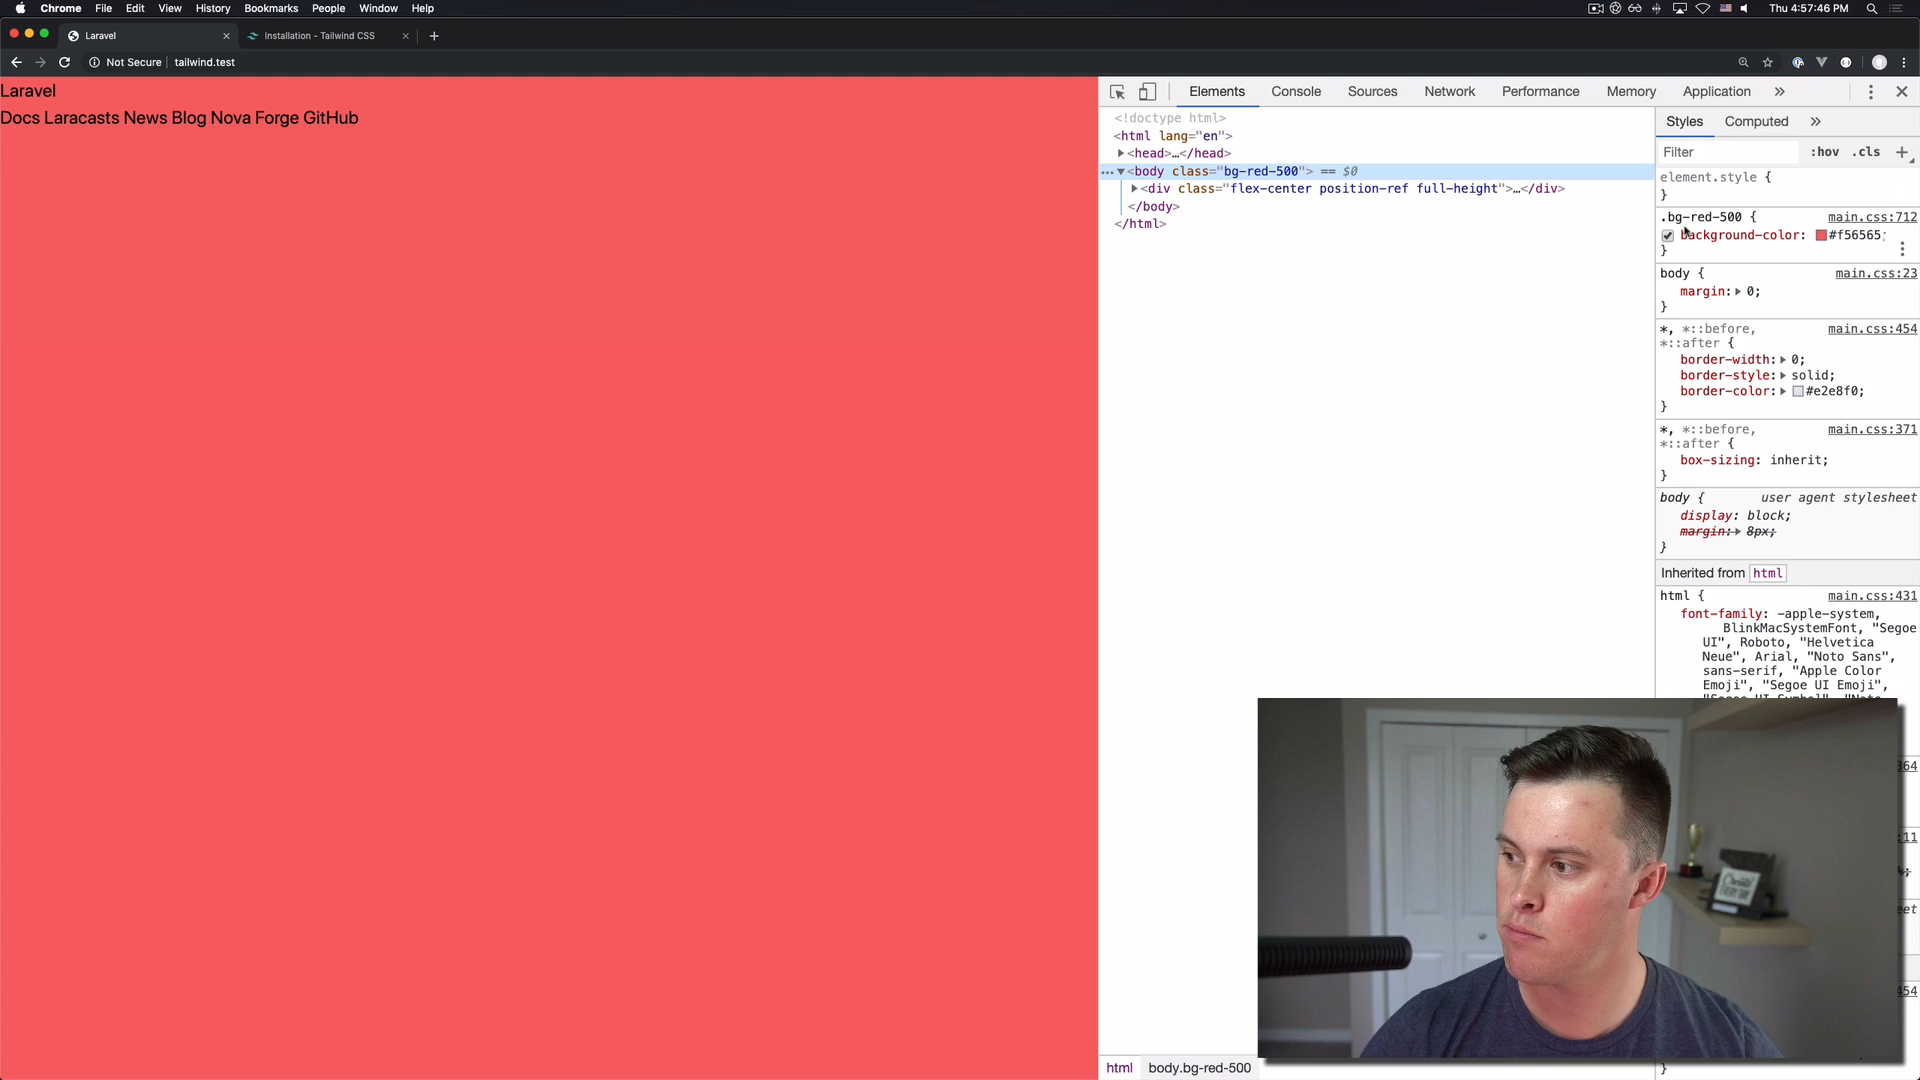 Chrome File Edit View History Bookmarks People Window Help Thu 4:57:46 PM
Laravel Installation - Tailwind CSS
Not Secure tailwind.test
Laravel
Docs Laracasts News Blog Nova Forge GitHub
Elements Console Sources Network Performance Memory Application »
<!doctype html>
<html lang="en">
<head>…</head>
<body class="bg-red-500"> == $0
<div class="flex-center position-ref full-height">…</div>
</body>
</html>
Styles Computed »
Filter :hov .cls +
element.style {
}
.bg-red-500 { main.css:712
background-color: #f56565;
}
body { main.css:23
margin: 0;
}
*, *::before, main.css:454
*::after {
border-width: 0;
border-style: solid;
border-color: #e2e8f0;
}
*, *::before, main.css:371
*::after {
box-sizing: inherit;
}
body { user agent stylesheet
display: block;
margin: 8px;
}
Inherited from html
html { main.css:431
font-family: -apple-system,
BlinkMacSystemFont, "Segoe
UI", Roboto, "Helvetica
Neue", Arial, "Noto Sans",
sans-serif, "Apple Color
Emoji", "Segoe UI Emoji",
364
:11
eet
454
}
html body.bg-red-500